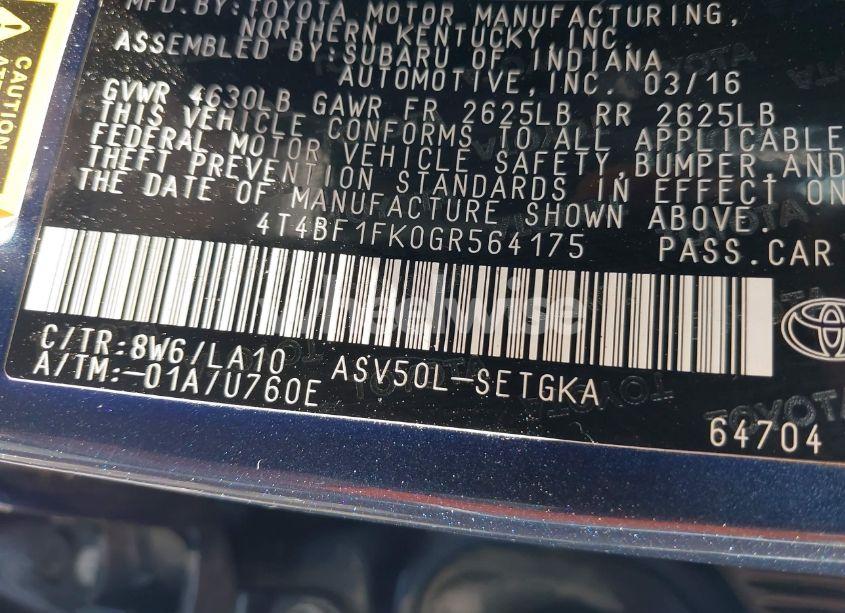 CAUTION
MFD.BY:TOYOTA MOTOR MANUFACTURING,
NORTHERN KENTUCKY,INC.
ASSEMBLED BY:SUBARU OF INDIANA
AUTOMOTIVE,INC. 03/16
GVWR 4630LB GAWR FR 2625LB RR 2625LB
THIS VEHICLE CONFORMS TO ALL APPLICABLE
FEDERAL MOTOR VEHICLE SAFETY,BUMPER,AND
THEFT PREVENTION STANDARDS IN EFFECT ON
THE DATE OF MANUFACTURE SHOWN ABOVE.
4T4BF1FK0GR564175 PASS.CAR
wheelwise
C/TR:8W6/LA10 ASV50L-SETGKA
A/TM:-01A/U760E
64704